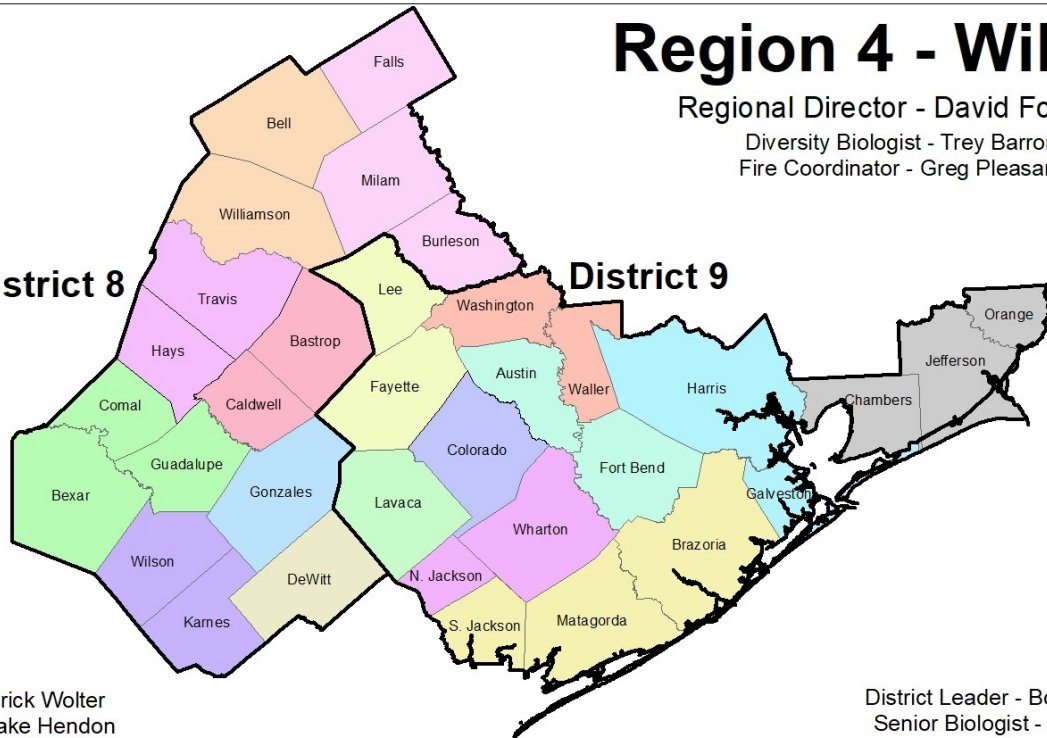 Region 4 - Wil
Regional Director - David Fo
Diversity Biologist - Trey Barron
Fire Coordinator - Greg Pleasan
strict 8
District 9
Falls
Bell
Milam
Williamson
Burleson
Lee
Washington
Travis
Orange
Bastrop
Hays
Jefferson
Austin
Fayette
Waller
Harris
Chambers
Comal
Caldwell
Colorado
Guadalupe
Fort Bend
Bexar
Gonzales
Lavaca
Galveston
Wharton
Brazoria
Wilson
DeWitt
N. Jackson
Karnes
S. Jackson
Matagorda
rick Wolter
ake Hendon
District Leader - Bo
Senior Biologist -